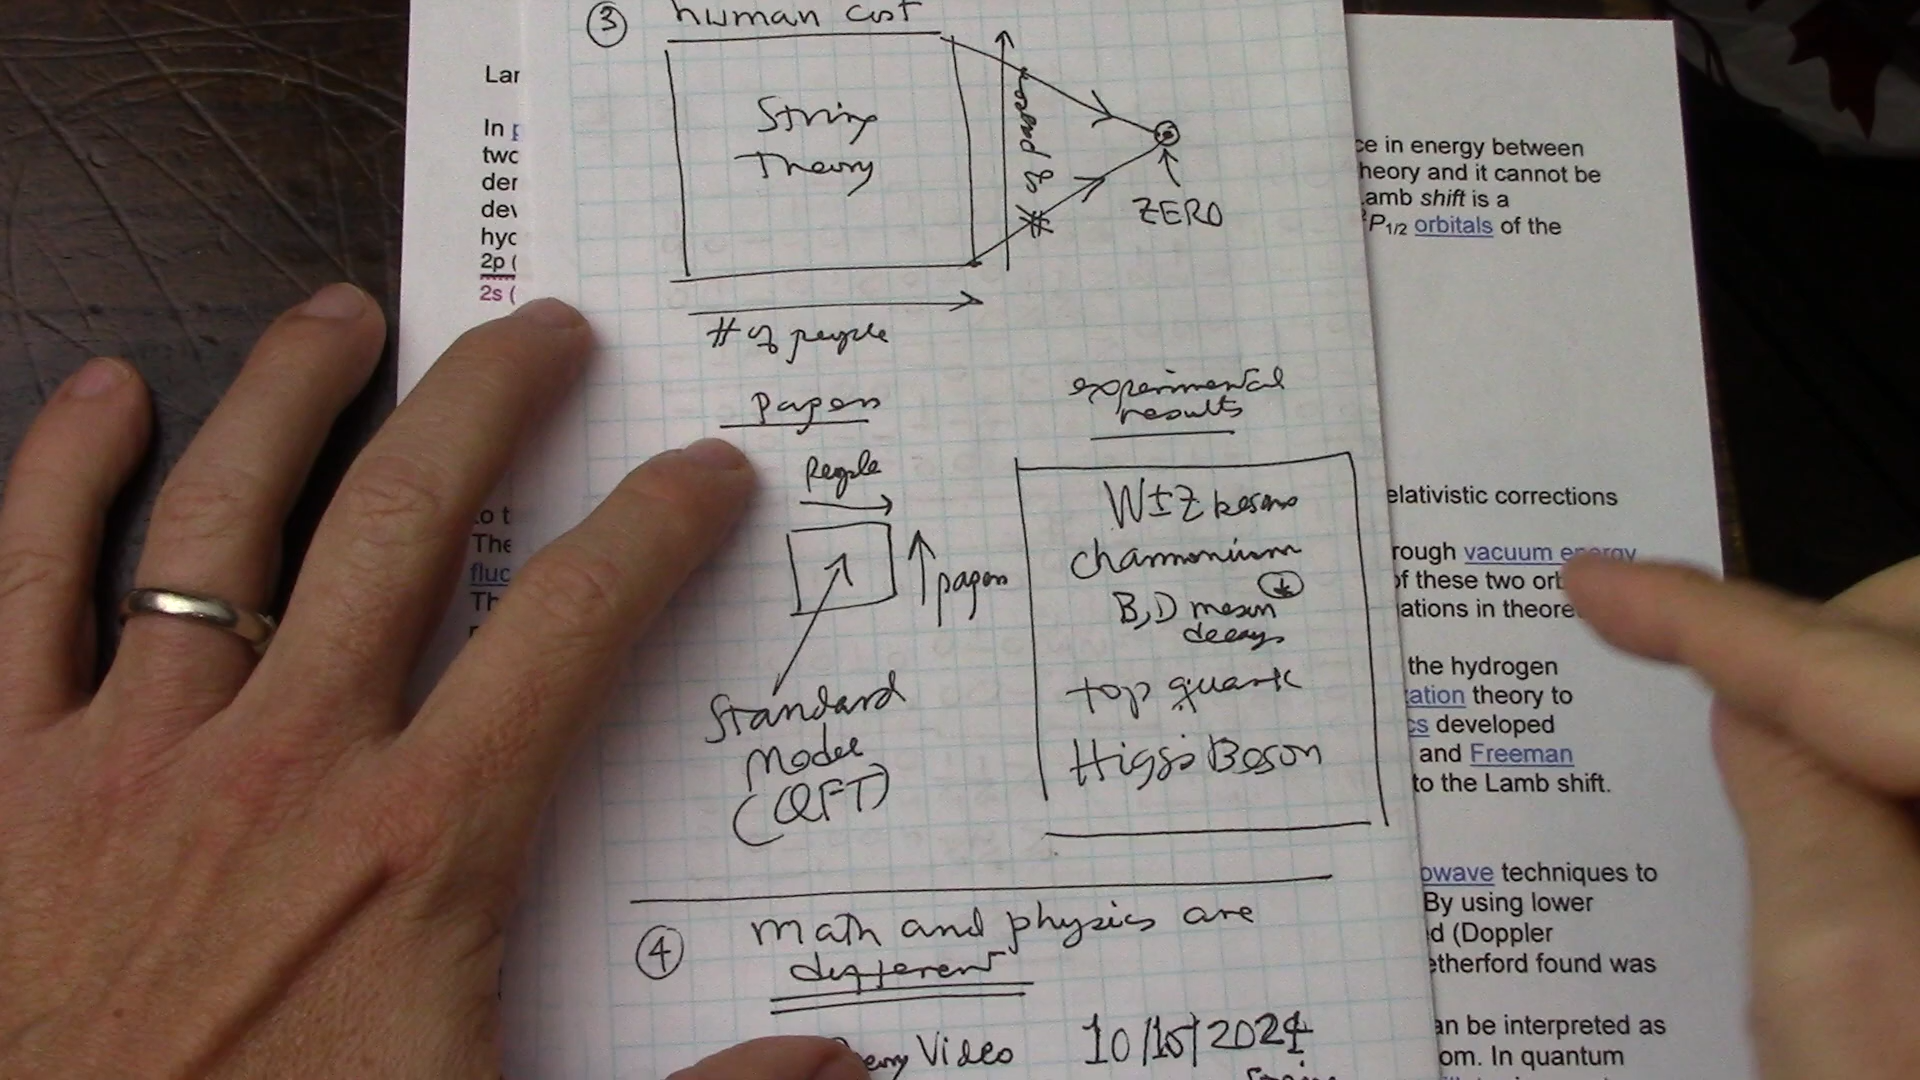 ③ human cost
String
Theory
# of papers
ZERO
# of people
Papers
experimental
results
People
papers
W±Z bosons
charmonium
B, D meson
decays
top quark
Higgs Boson
Standard
Model
(QFT)
④ math and physics are
different
Video 10/15/2024
Lar
In
two
der
dev
hyc
2p (
2s (
to t
The
fluc
Th
ce in energy between
heory and it cannot be
amb shift is a
²P1/2 orbitals of the
elativistic corrections
rough vacuum energy
of these two orb
ations in theore
the hydrogen
zation theory to
cs developed
and Freeman
to the Lamb shift.
owave techniques to
By using lower
d (Doppler
etherford found was
an be interpreted as
om. In quantum